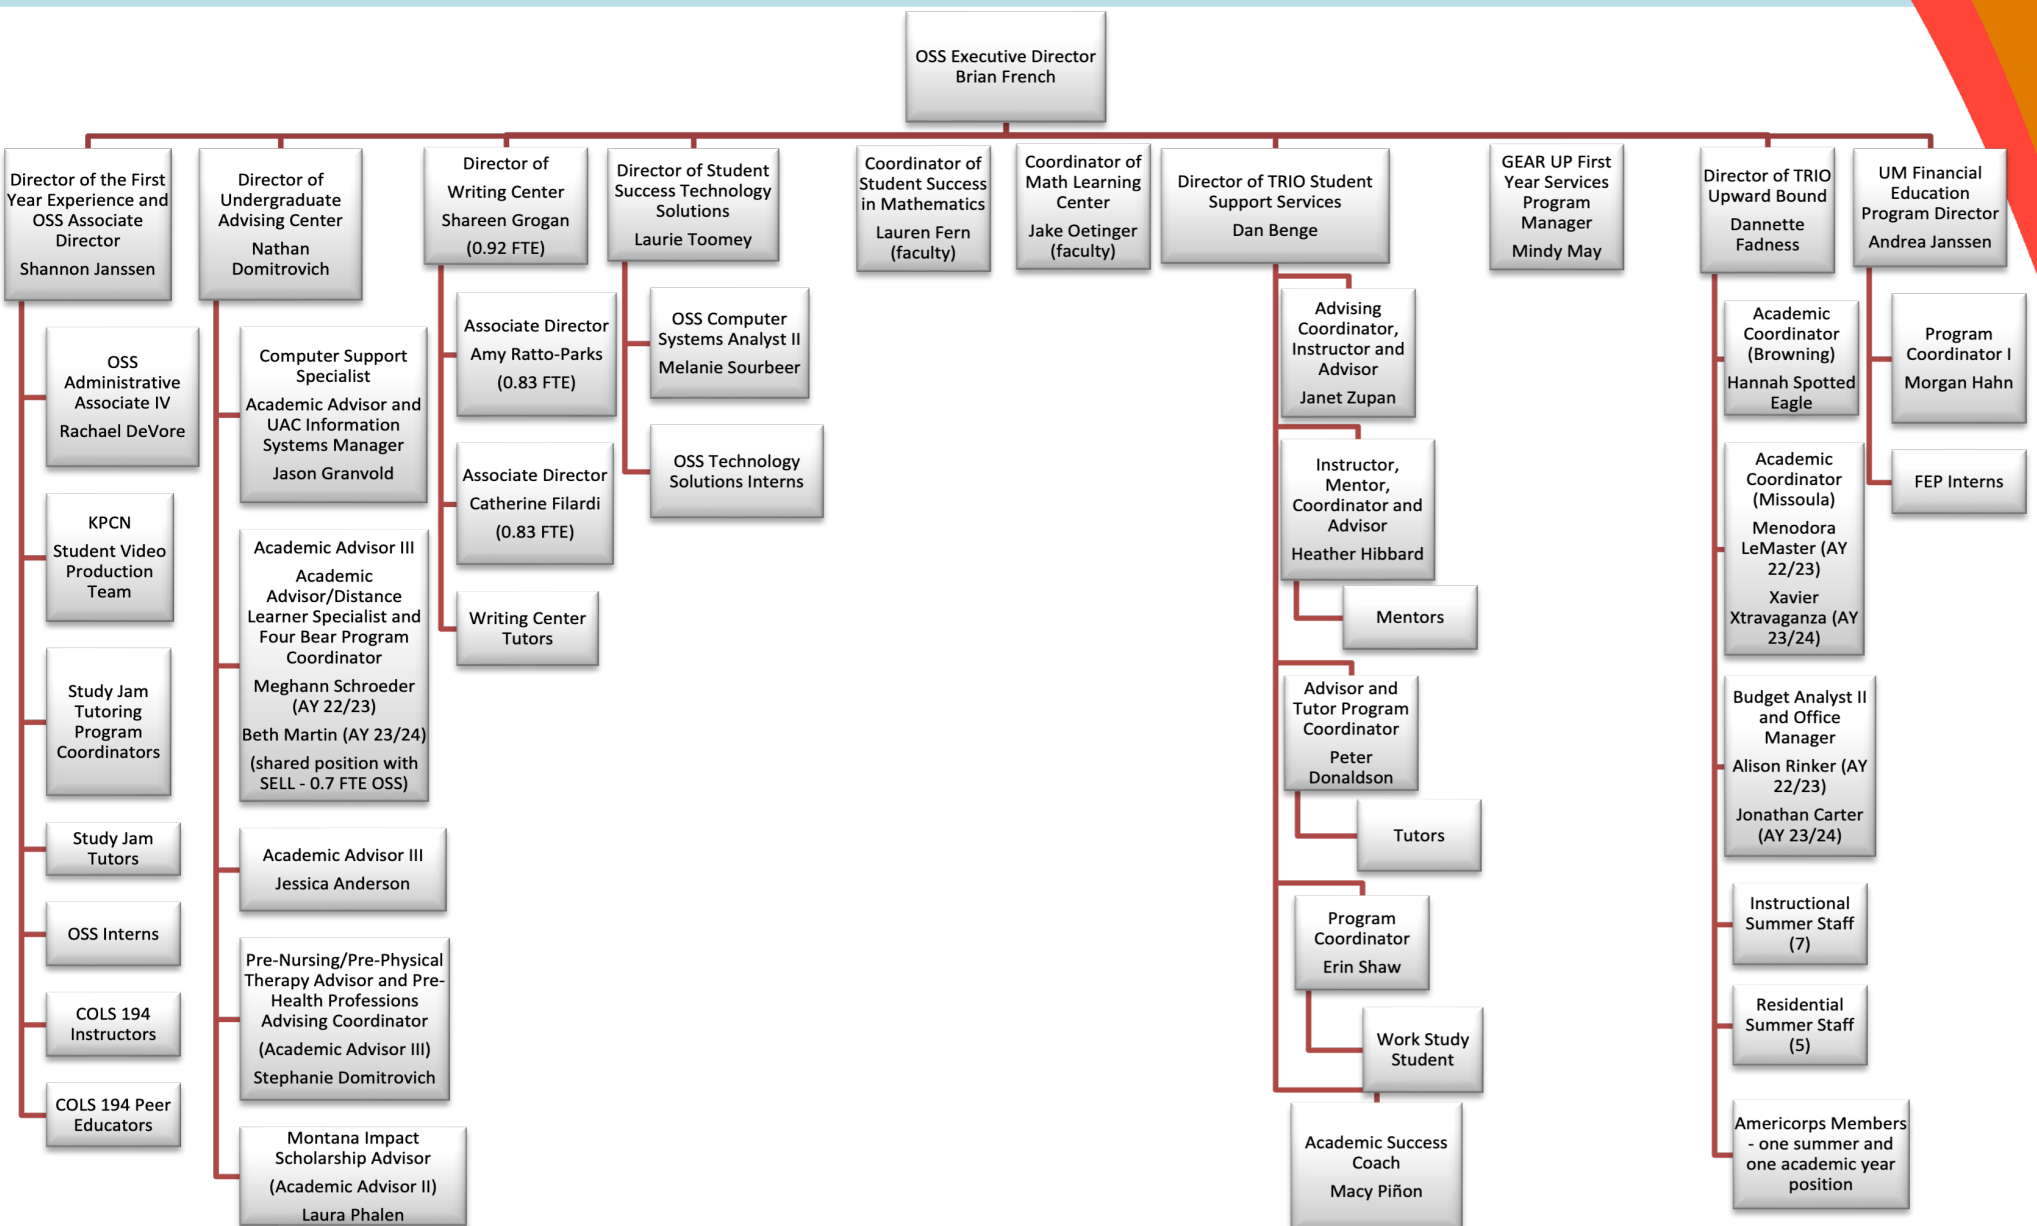 OSS Executive Director
Brian French
Director of the First
Year Experience and
OSS Associate
Director
Shannon Janssen
OSS
Administrative
Associate IV
Rachael DeVore
KPCN
Student Video
Production
Team
Study Jam
Tutoring
Program
Coordinators
Study Jam
Tutors
OSS Interns
COLS 194
Instructors
COLS 194 Peer
Educators
Director of
Undergraduate
Advising Center
Nathan
Domitrovich
Computer Support
Specialist
Academic Advisor and
UAC Information
Systems Manager
Jason Granvold
Academic Advisor III
Academic
Advisor/Distance
Learner Specialist and
Four Bear Program
Coordinator
Meghann Schroeder
(AY 22/23)
Beth Martin (AY 23/24)
(shared position with
SELL - 0.7 FTE OSS)
Academic Advisor III
Jessica Anderson
Pre-Nursing/Pre-Physical
Therapy Advisor and Pre-
Health Professions
Advising Coordinator
(Academic Advisor III)
Stephanie Domitrovich
Montana Impact
Scholarship Advisor
(Academic Advisor II)
Laura Phalen
Director of
Writing Center
Shareen Grogan
(0.92 FTE)
Associate Director
Amy Ratto-Parks
(0.83 FTE)
Associate Director
Catherine Filardi
(0.83 FTE)
Writing Center
Tutors
Director of Student
Success Technology
Solutions
Laurie Toomey
OSS Computer
Systems Analyst II
Melanie Sourbeer
OSS Technology
Solutions Interns
Coordinator of
Student Success
in Mathematics
Lauren Fern
(faculty)
Coordinator of
Math Learning
Center
Jake Oetinger
(faculty)
Director of TRIO Student
Support Services
Dan Benge
Advising
Coordinator,
Instructor and
Advisor
Janet Zupan
Instructor,
Mentor,
Coordinator and
Advisor
Heather Hibbard
Mentors
Advisor and
Tutor Program
Coordinator
Peter
Donaldson
Tutors
Program
Coordinator
Erin Shaw
Work Study
Student
Academic Success
Coach
Macy Piñon
GEAR UP First
Year Services
Program
Manager
Mindy May
Director of TRIO
Upward Bound
Dannette
Fadness
Academic
Coordinator
(Browning)
Hannah Spotted
Eagle
Academic
Coordinator
(Missoula)
Menodora
LeMaster (AY
22/23)
Xavier
Xtravaganza (AY
23/24)
Budget Analyst II
and Office
Manager
Alison Rinker (AY
22/23)
Jonathan Carter
(AY 23/24)
Instructional
Summer Staff
(7)
Residential
Summer Staff
(5)
Americorps Members
- one summer and
one academic year
position
UM Financial
Education
Program Director
Andrea Janssen
Program
Coordinator I
Morgan Hahn
FEP Interns